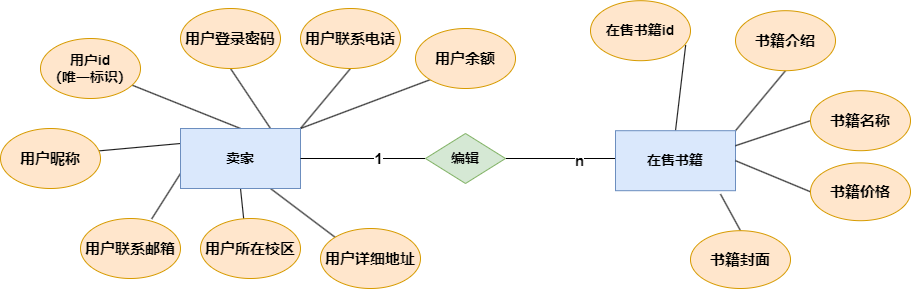 用户登录密码
用户联系电话
在售书籍id
书籍介绍
用户id
(唯一标识)
用户余额
书籍名称
用户昵称
卖家
1
编辑
n
在售书籍
书籍价格
用户联系邮箱
用户所在校区
用户详细地址
书籍封面